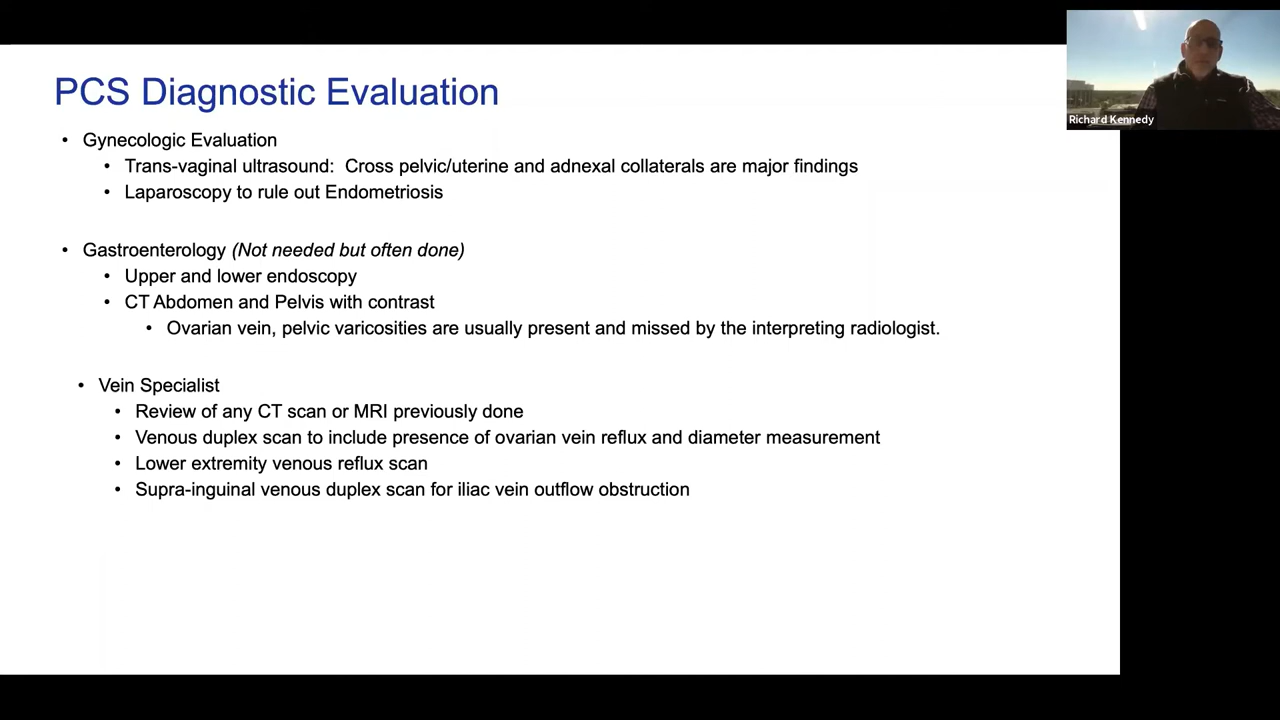 PCS Diagnostic Evaluation
Richard Kennedy
• Gynecologic Evaluation
• Trans-vaginal ultrasound: Cross pelvic/uterine and adnexal collaterals are major findings
• Laparoscopy to rule out Endometriosis
• Gastroenterology (Not needed but often done)
• Upper and lower endoscopy
• CT Abdomen and Pelvis with contrast
• Ovarian vein, pelvic varicosities are usually present and missed by the interpreting radiologist.
• Vein Specialist
• Review of any CT scan or MRI previously done
• Venous duplex scan to include presence of ovarian vein reflux and diameter measurement
• Lower extremity venous reflux scan
• Supra-inguinal venous duplex scan for iliac vein outflow obstruction